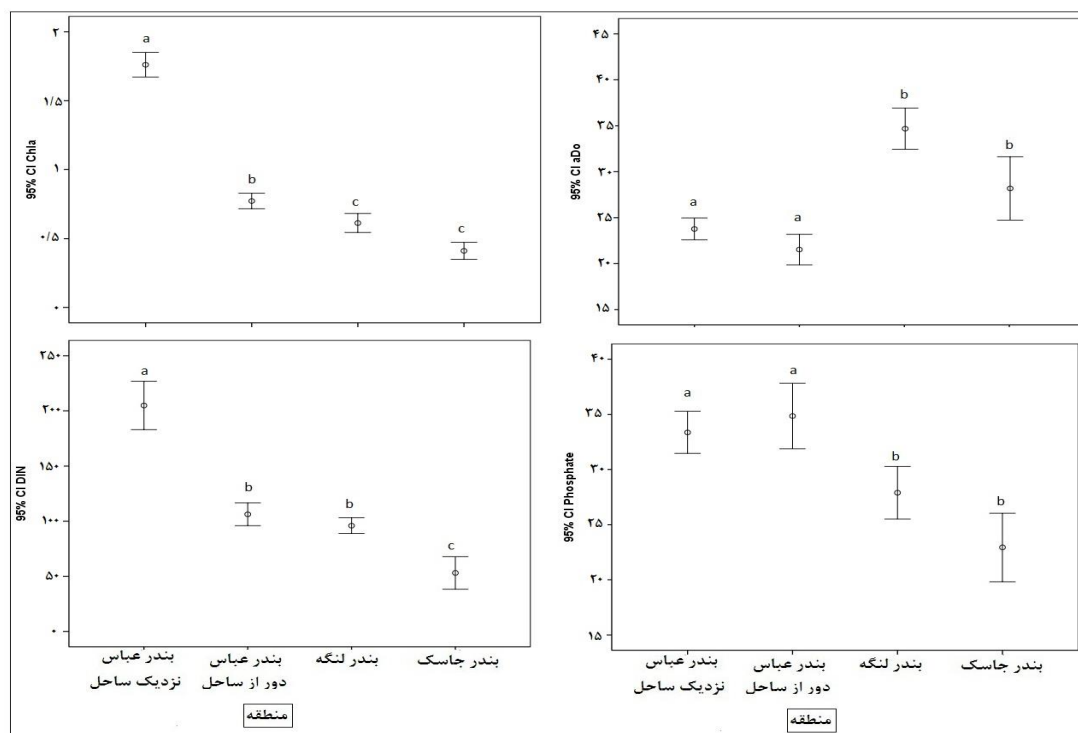 95% CI Chla
۲
۱/۵
۱
۰/۵
۰
a
b
c
c
95% CI aDo
۴۵
۴۰
۳۵
۳۰
۲۵
۲۰
۱۵
a
a
b
b
95% CI DIN
۲۵۰
۲۰۰
۱۵۰
۱۰۰
۵۰
۰
a
b
b
c
بندر عباس نزدیک ساحل
بندر عباس دور از ساحل
بندر لنگه
بندر جاسک
منطقه
95% CI Phosphate
۴۰
۳۵
۳۰
۲۵
۲۰
۱۵
a
a
b
b
بندر عباس نزدیک ساحل
بندر عباس دور از ساحل
بندر لنگه
بندر جاسک
منطقه